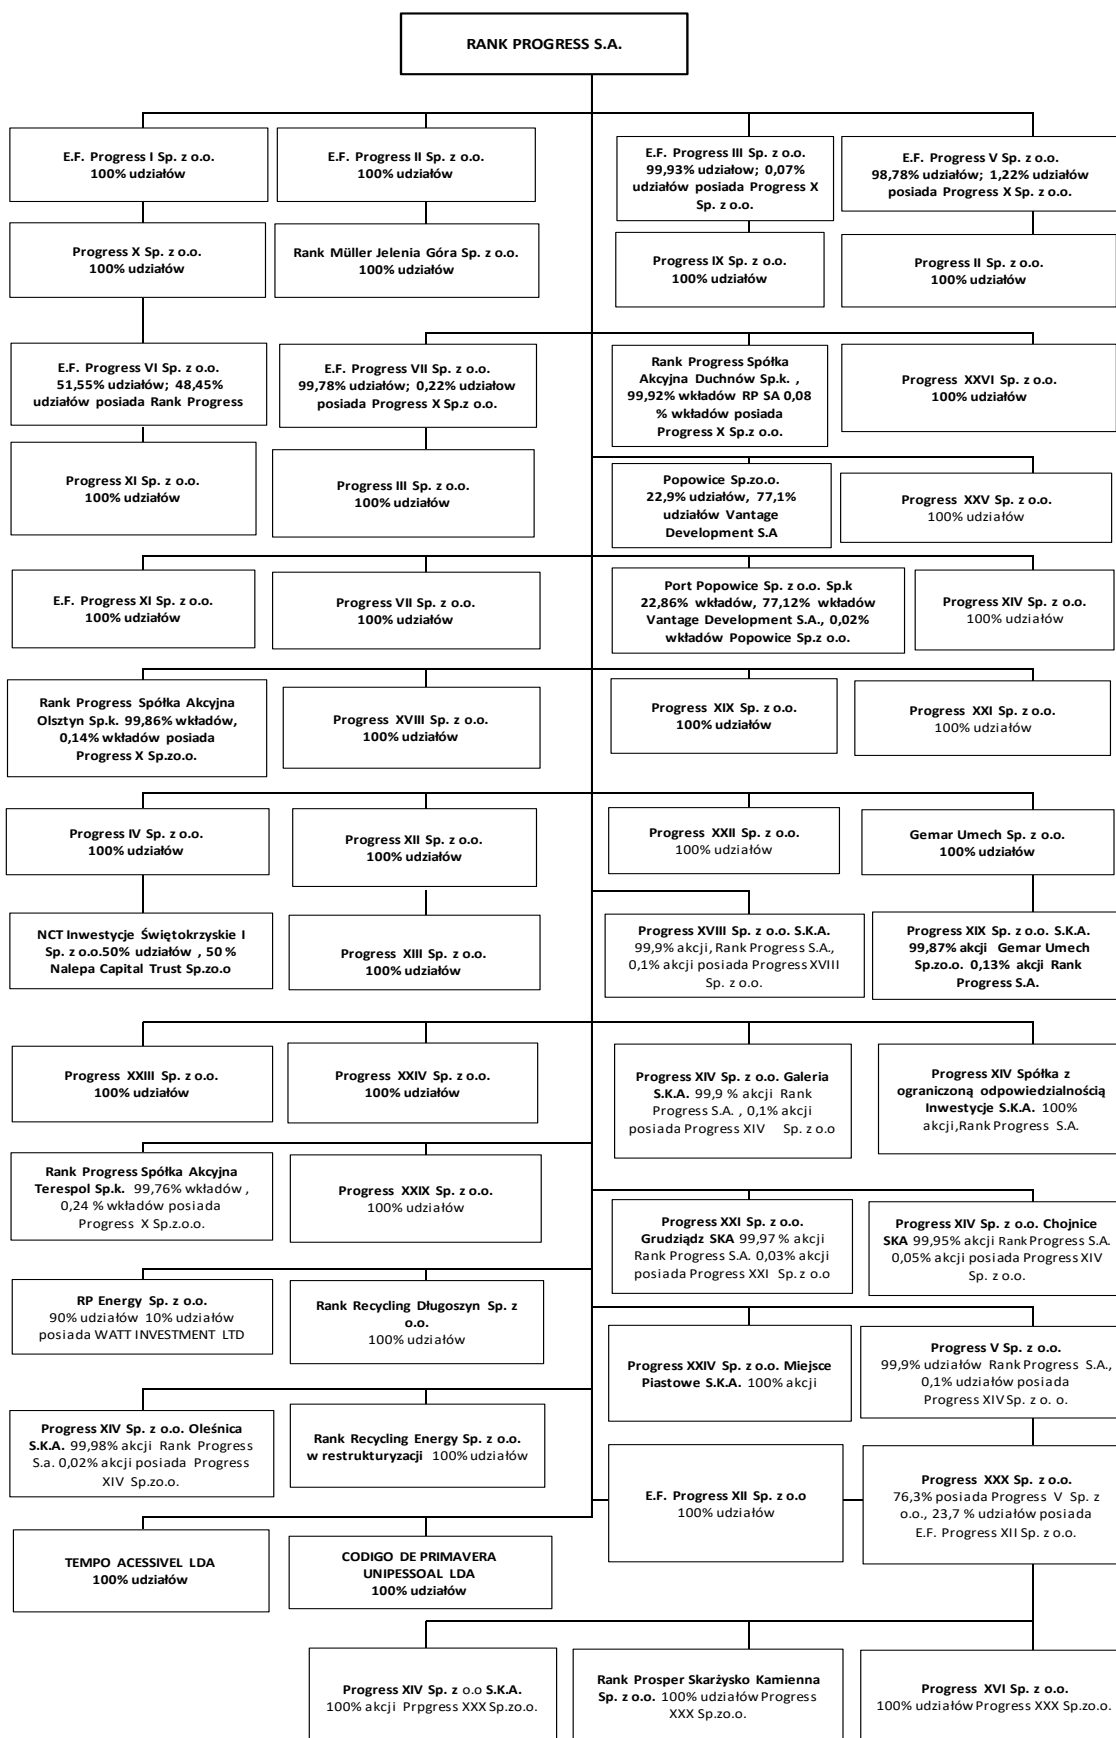 RANK PROGRESS S.A.
E.F. Progress I Sp. z o.o.
100% udziałów
E.F. Progress II Sp. z o.o.
100% udziałów
E.F. Progress III Sp. z o.o.
99,93% udziałow; 0,07%
udziałów posiada Progress X
Sp. z o.o.
E.F. Progress V Sp. z o.o.
98,78% udziałów; 1,22% udziałów
posiada Progress X Sp. z o.o.
Progress X Sp. z o.o.
100% udziałów
Rank Müller Jelenia Góra Sp. z o.o.
100% udziałów
Progress IX Sp. z o.o.
100% udziałów
Progress II Sp. z o.o.
100% udziałów
E.F. Progress VI Sp. z o.o.
51,55% udziałów; 48,45%
udziałów posiada Rank Progress
E.F. Progress VII Sp. z o.o.
99,78% udziałów; 0,22% udziałow
posiada Progress X Sp.z o.o.
Rank Progress Spółka
Akcyjna Duchnów Sp.k. ,
99,92% wkładów RP SA 0,08
% wkładów posiada
Progress X Sp.z o.o.
Progress XXVI Sp. z o.o.
100% udziałów
Progress XI Sp. z o.o.
100% udziałów
Progress III Sp. z o.o.
100% udziałów
Popowice Sp.zo.o.
22,9% udziałów, 77,1%
udziałów Vantage
Development S.A
Progress XXV Sp. z o.o.
100% udziałów
E.F. Progress XI Sp. z o.o.
100% udziałów
Progress VII Sp. z o.o.
100% udziałów
Port Popowice Sp. z o.o. Sp.k
22,86% wkładów, 77,12% wkładów
Vantage Development S.A., 0,02%
wkładów Popowice Sp.z o.o.
Progress XIV Sp. z o.o.
100% udziałów
Rank Progress Spółka Akcyjna
Olsztyn Sp.k. 99,86% wkładów,
0,14% wkładów posiada
Progress X Sp.zo.o.
Progress XVIII Sp. z o.o.
100% udziałów
Progress XIX Sp. z o.o.
100% udziałów
Progress XXI Sp. z o.o.
100% udziałów
Progress IV Sp. z o.o.
100% udziałów
Progress XII Sp. z o.o.
100% udziałów
Progress XXII Sp. z o.o.
100% udziałów
Gemar Umech Sp. z o.o.
100% udziałów
NCT Inwestycje Świętokrzyskie I
Sp. z o.o.50% udziałów , 50 %
Nalepa Capital Trust Sp.zo.o
Progress XIII Sp. z o.o.
100% udziałów
Progress XVIII Sp. z o.o. S.K.A.
99,9% akcji, Rank Progress S.A.,
0,1% akcji posiada Progress XVIII
Sp. z o.o.
Progress XIX Sp. z o.o. S.K.A.
99,87% akcji Gemar Umech
Sp.zo.o. 0,13% akcji Rank
Progress S.A.
Progress XXIII Sp. z o.o.
100% udziałów
Progress XXIV Sp. z o.o.
100% udziałów
Progress XIV Sp. z o.o. Galeria
S.K.A. 99,9 % akcji Rank
Progress S.A. , 0,1% akcji
posiada Progress XIV Sp. z o.o
Progress XIV Spółka z
ograniczoną odpowiedzialnością
Inwestycje S.K.A. 100%
akcji,Rank Progress S.A.
Rank Progress Spółka Akcyjna
Terespol Sp.k. 99,76% wkładów ,
0,24 % wkładów posiada
Progress X Sp.z.o.o.
Progress XXIX Sp. z o.o.
100% udziałów
Progress XXI Sp. z o.o.
Grudziądz SKA 99,97 % akcji
Rank Progress S.A. 0,03% akcji
posiada Progress XXI Sp. z o.o
Progress XIV Sp. z o.o. Chojnice
SKA 99,95% akcji Rank Progress S.A.
0,05% akcji posiada Progress XIV
Sp. z o.o.
RP Energy Sp. z o.o.
90% udziałów 10% udziałów
posiada WATT INVESTMENT LTD
Rank Recycling Długoszyn Sp. z
o.o.
100% udziałów
Progress XXIV Sp. z o.o. Miejsce
Piastowe S.K.A. 100% akcji
Progress V Sp. z o.o.
99,9% udziałów Rank Progress S.A.,
0,1% udziałów posiada
Progress XIV Sp. z o. o.
Progress XIV Sp. z o.o. Oleśnica
S.K.A. 99,98% akcji Rank Progress
S.a. 0,02% akcji posiada Progress
XIV Sp.zo.o.
Rank Recycling Energy Sp. z o.o.
w restrukturyzacji 100% udziałów
E.F. Progress XII Sp. z o.o
100% udziałów
Progress XXX Sp. z o.o.
76,3% posiada Progress V Sp. z
o.o., 23,7 % udziałów posiada
E.F. Progress XII Sp. z o.o.
TEMPO ACESSIVEL LDA
100% udziałów
CODIGO DE PRIMAVERA
UNIPESSOAL LDA
100% udziałów
Progress XIV Sp. z o.o S.K.A.
100% akcji Prpgress XXX Sp.zo.o.
Rank Prosper Skarżysko Kamienna
Sp. z o.o. 100% udziałów Progress
XXX Sp.zo.o.
Progress XVI Sp. z o.o.
100% udziałów Progress XXX Sp.zo.o.